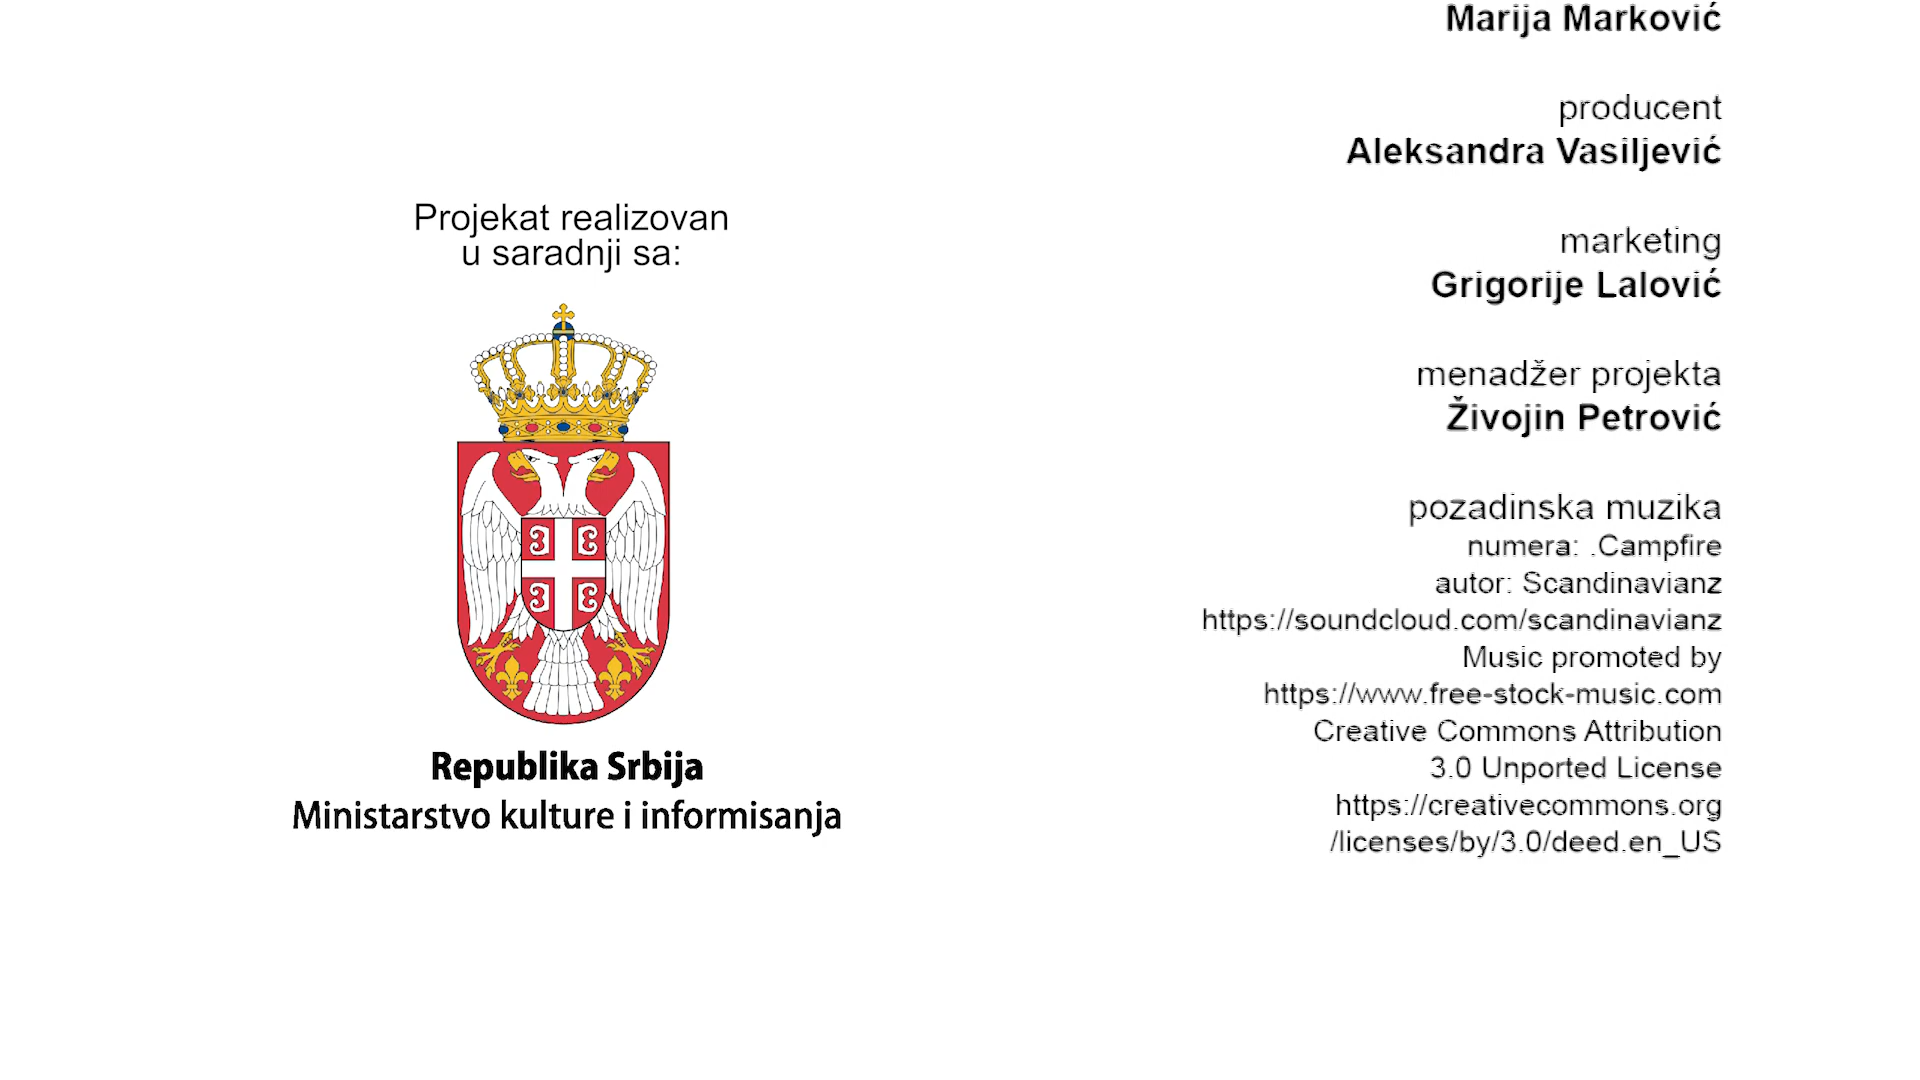 Projekat realizovan
u saradnji sa:
Republika Srbija
Ministarstvo kulture i informisanja
Marija Marković
producent
Aleksandra Vasiljević
marketing
Grigorije Lalović
menadžer projekta
Živojin Petrović
pozadinska muzika
numera: .Campfire
autor: Scandinavianz
https://soundcloud.com/scandinavianz
Music promoted by
https://www.free-stock-music.com
Creative Commons Attribution
3.0 Unported License
https://creativecommons.org
/licenses/by/3.0/deed.en_US